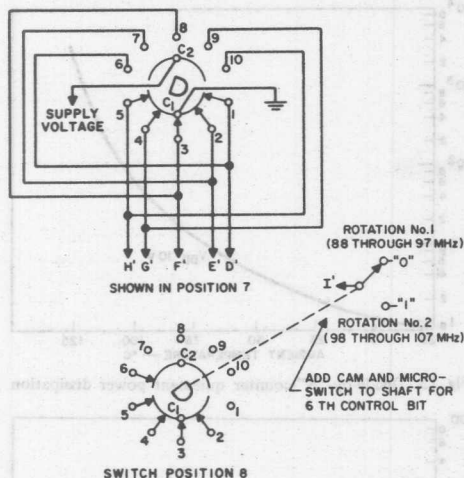 8
7
9
C2
6
10
D
SUPPLY
VOLTAGE
C1
5
1
4
2
3
H' G' F' E' D'
SHOWN IN POSITION 7
ROTATION No.1
(88 THROUGH 97 MHz)
"0"
I'
"1"
ROTATION No.2
(98 THROUGH 107 MHz)
8
7
9
C2
6
10
D
C1
5
1
4
2
3
ADD CAM AND MICRO-
SWITCH TO SHAFT FOR
6 TH CONTROL BIT
SWITCH POSITION 8